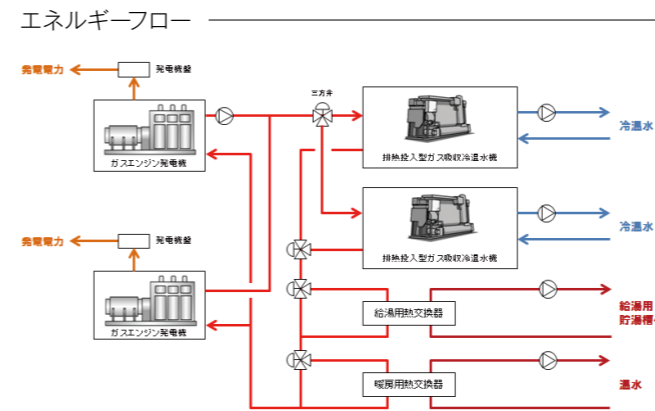 エネルギーフロー
発電電力
発電機盤
ガスエンジン発電機
三方弁
排熱投入型ガス吸収冷温水機
冷温水
排熱投入型ガス吸収冷温水機
冷温水
発電電力
発電機盤
ガスエンジン発電機
給湯用熱交換器
給湯用
貯湯槽
暖房用熱交換器
温水